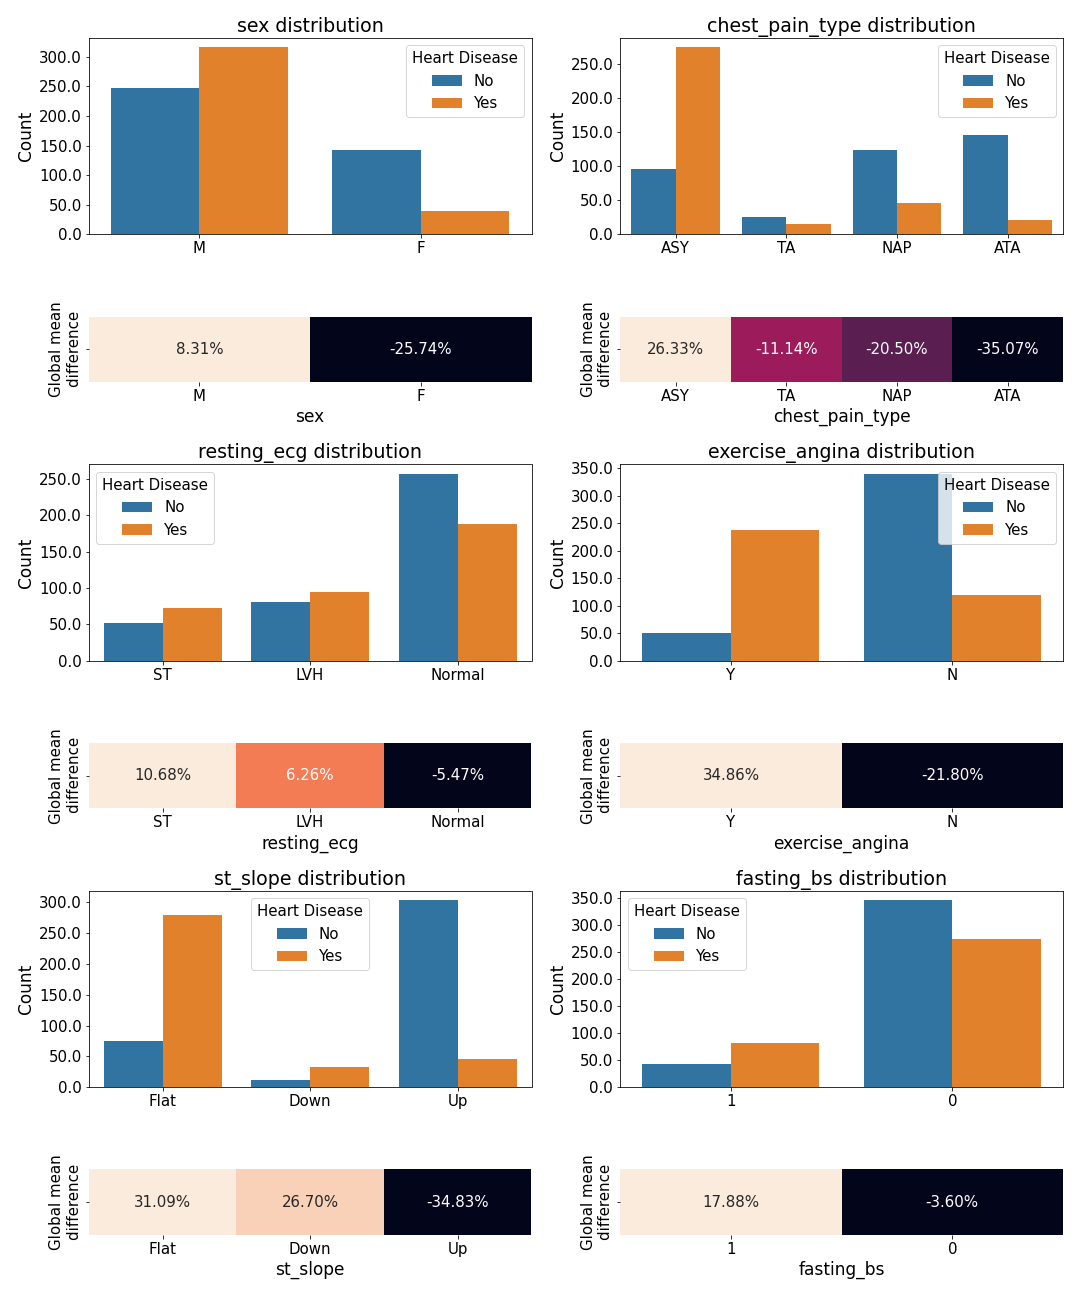 sex distribution
300.0
250.0
200.0
150.0
100.0
50.0
0.0
Count
Heart Disease
No
Yes
M F
chest_pain_type distribution
250.0
200.0
150.0
100.0
50.0
0.0
Count
Heart Disease
No
Yes
ASY TA NAP ATA
Global mean
difference
8.31% -25.74%
M F
sex
Global mean
difference
26.33% -11.14% -20.50% -35.07%
ASY TA NAP ATA
chest_pain_type
resting_ecg distribution
250.0
200.0
150.0
100.0
50.0
0.0
Count
Heart Disease
No
Yes
ST LVH Normal
exercise_angina distribution
350.0
300.0
250.0
200.0
150.0
100.0
50.0
0.0
Count
Heart Disease
No
Yes
Y N
Global mean
difference
10.68% 6.26% -5.47%
ST LVH Normal
resting_ecg
Global mean
difference
34.86% -21.80%
Y N
exercise_angina
st_slope distribution
300.0
250.0
200.0
150.0
100.0
50.0
0.0
Count
Heart Disease
No
Yes
Flat Down Up
fasting_bs distribution
350.0
300.0
250.0
200.0
150.0
100.0
50.0
0.0
Count
Heart Disease
No
Yes
1 0
Global mean
difference
31.09% 26.70% -34.83%
Flat Down Up
st_slope
Global mean
difference
17.88% -3.60%
1 0
fasting_bs